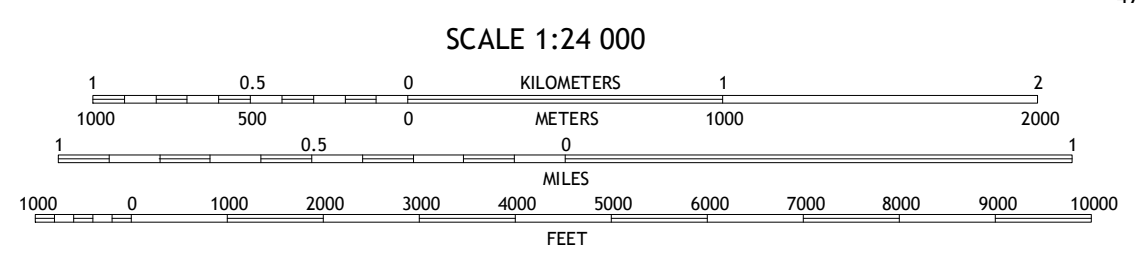 SCALE 1:24 000
1 0.5 0 KILOMETERS 1 2
1000 500 0 METERS 1000 2000
1 0.5 0 1
MILES
1000 0 1000 2000 3000 4000 5000 6000 7000 8000 9000 10000
FEET